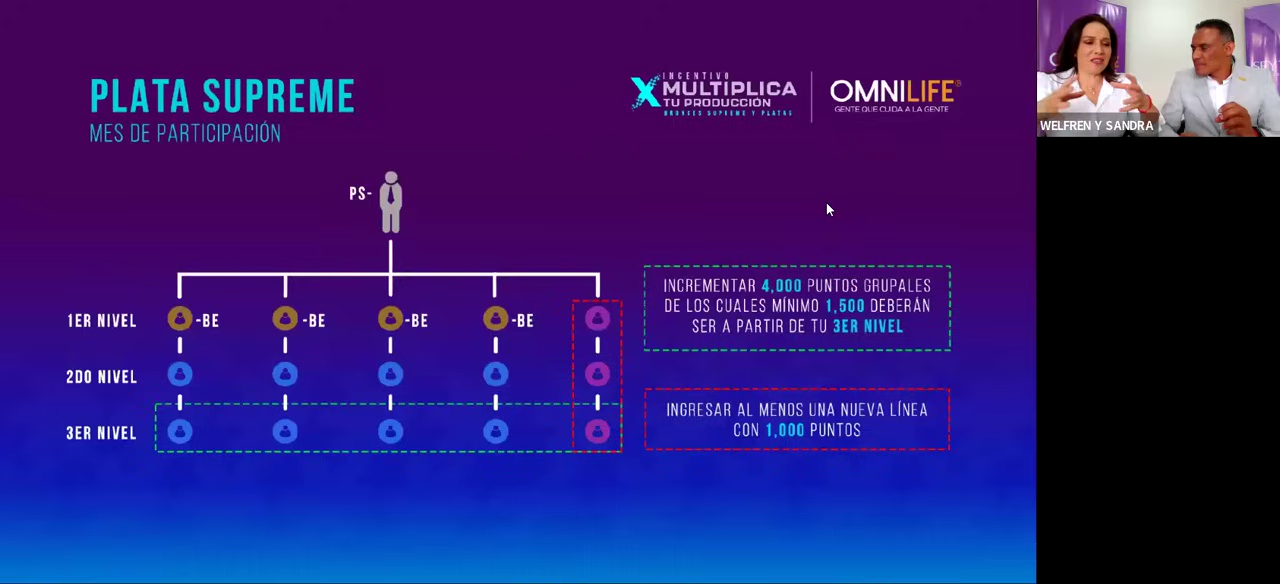 PLATA SUPREME
MES DE PARTICIPACIÓN
INCENTIVO
XMULTIPLICA
TU PRODUCCIÓN
BRONCES SUPREME Y PLATAS
OMNILIFE®
GENTE QUE CUIDA A LA GENTE
WELFREN Y SANDRA
PS-
1ER NIVEL
-BE
-BE
-BE
-BE
2DO NIVEL
3ER NIVEL
INCREMENTAR 4,000 PUNTOS GRUPALES
DE LOS CUALES MÍNIMO 1,500 DEBERÁN
SER A PARTIR DE TU 3ER NIVEL
INGRESAR AL MENOS UNA NUEVA LÍNEA
CON 1,000 PUNTOS